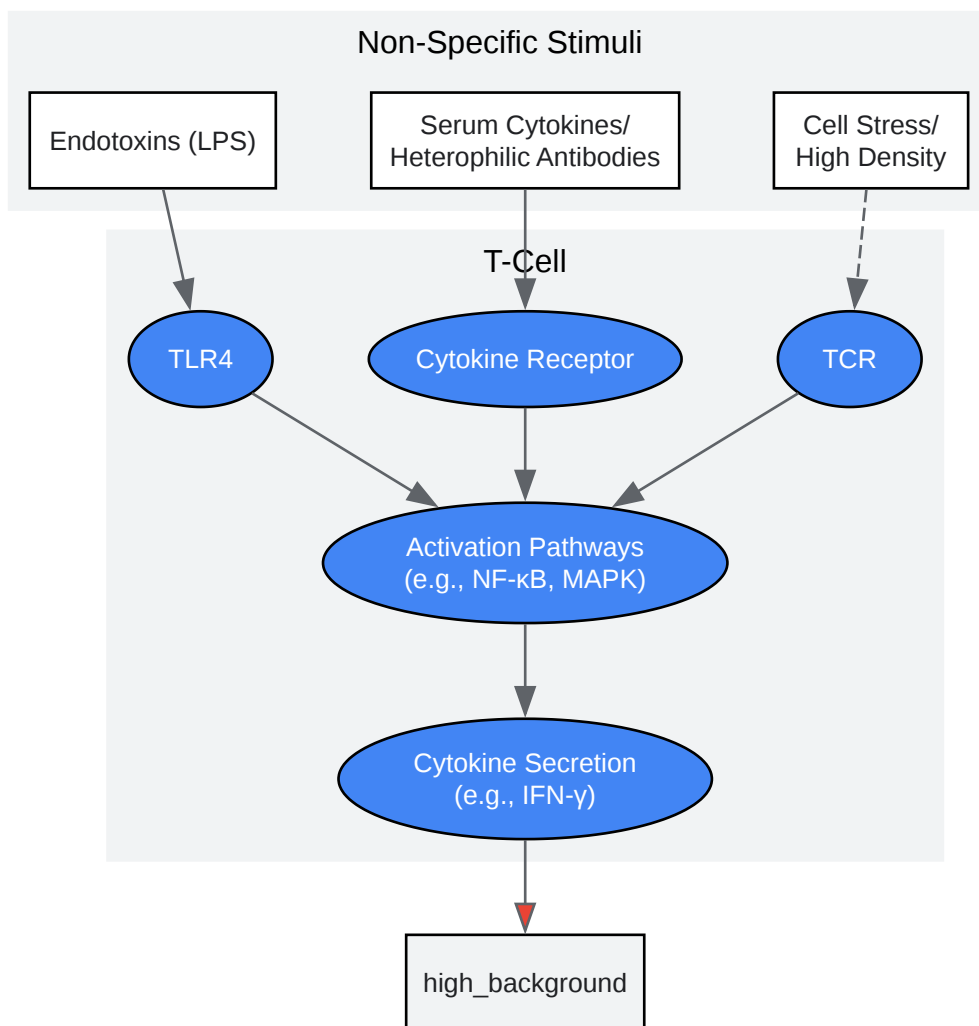 Non-Specific Stimuli
Endotoxins (LPS)
Serum Cytokines/
Heterophilic Antibodies
Cell Stress/
High Density
T-Cell
TLR4
Cytokine Receptor
TCR
Activation Pathways
(e.g., NF-κB, MAPK)
Cytokine Secretion
(e.g., IFN-γ)
high_background